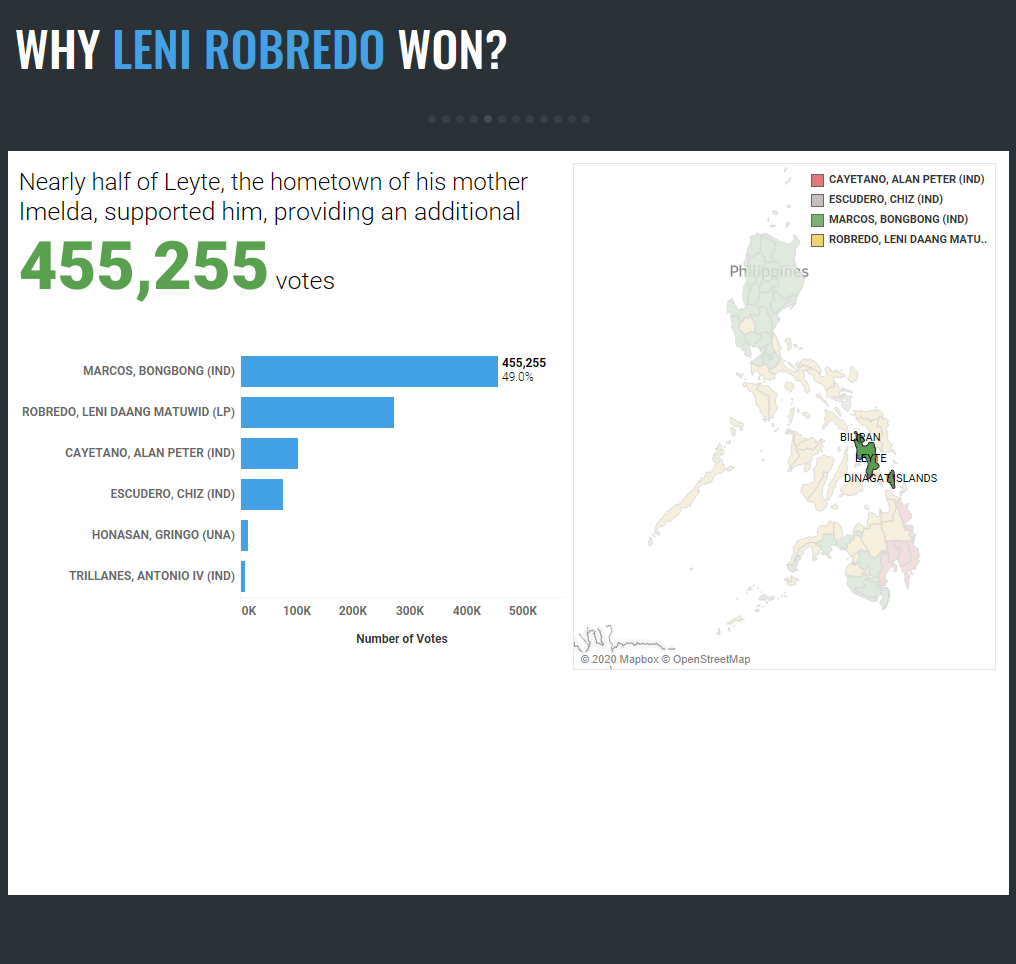 WHY LENI ROBREDO WON?
Nearly half of Leyte, the hometown of his mother
Imelda, supported him, providing an additional
455,255 votes
MARCOS, BONGBONG (IND)
455,255
49.0%
ROBREDO, LENI DAANG MATUWID (LP)
CAYETANO, ALAN PETER (IND)
ESCUDERO, CHIZ (IND)
HONASAN, GRINGO (UNA)
TRILLANES, ANTONIO IV (IND)
0K 100K 200K 300K 400K 500K
Number of Votes
CAYETANO, ALAN PETER (IND)
ESCUDERO, CHIZ (IND)
MARCOS, BONGBONG (IND)
ROBREDO, LENI DAANG MATU..
Philippines
BILIRAN
LEYTE
DINAGAT ISLANDS
© 2020 Mapbox © OpenStreetMap